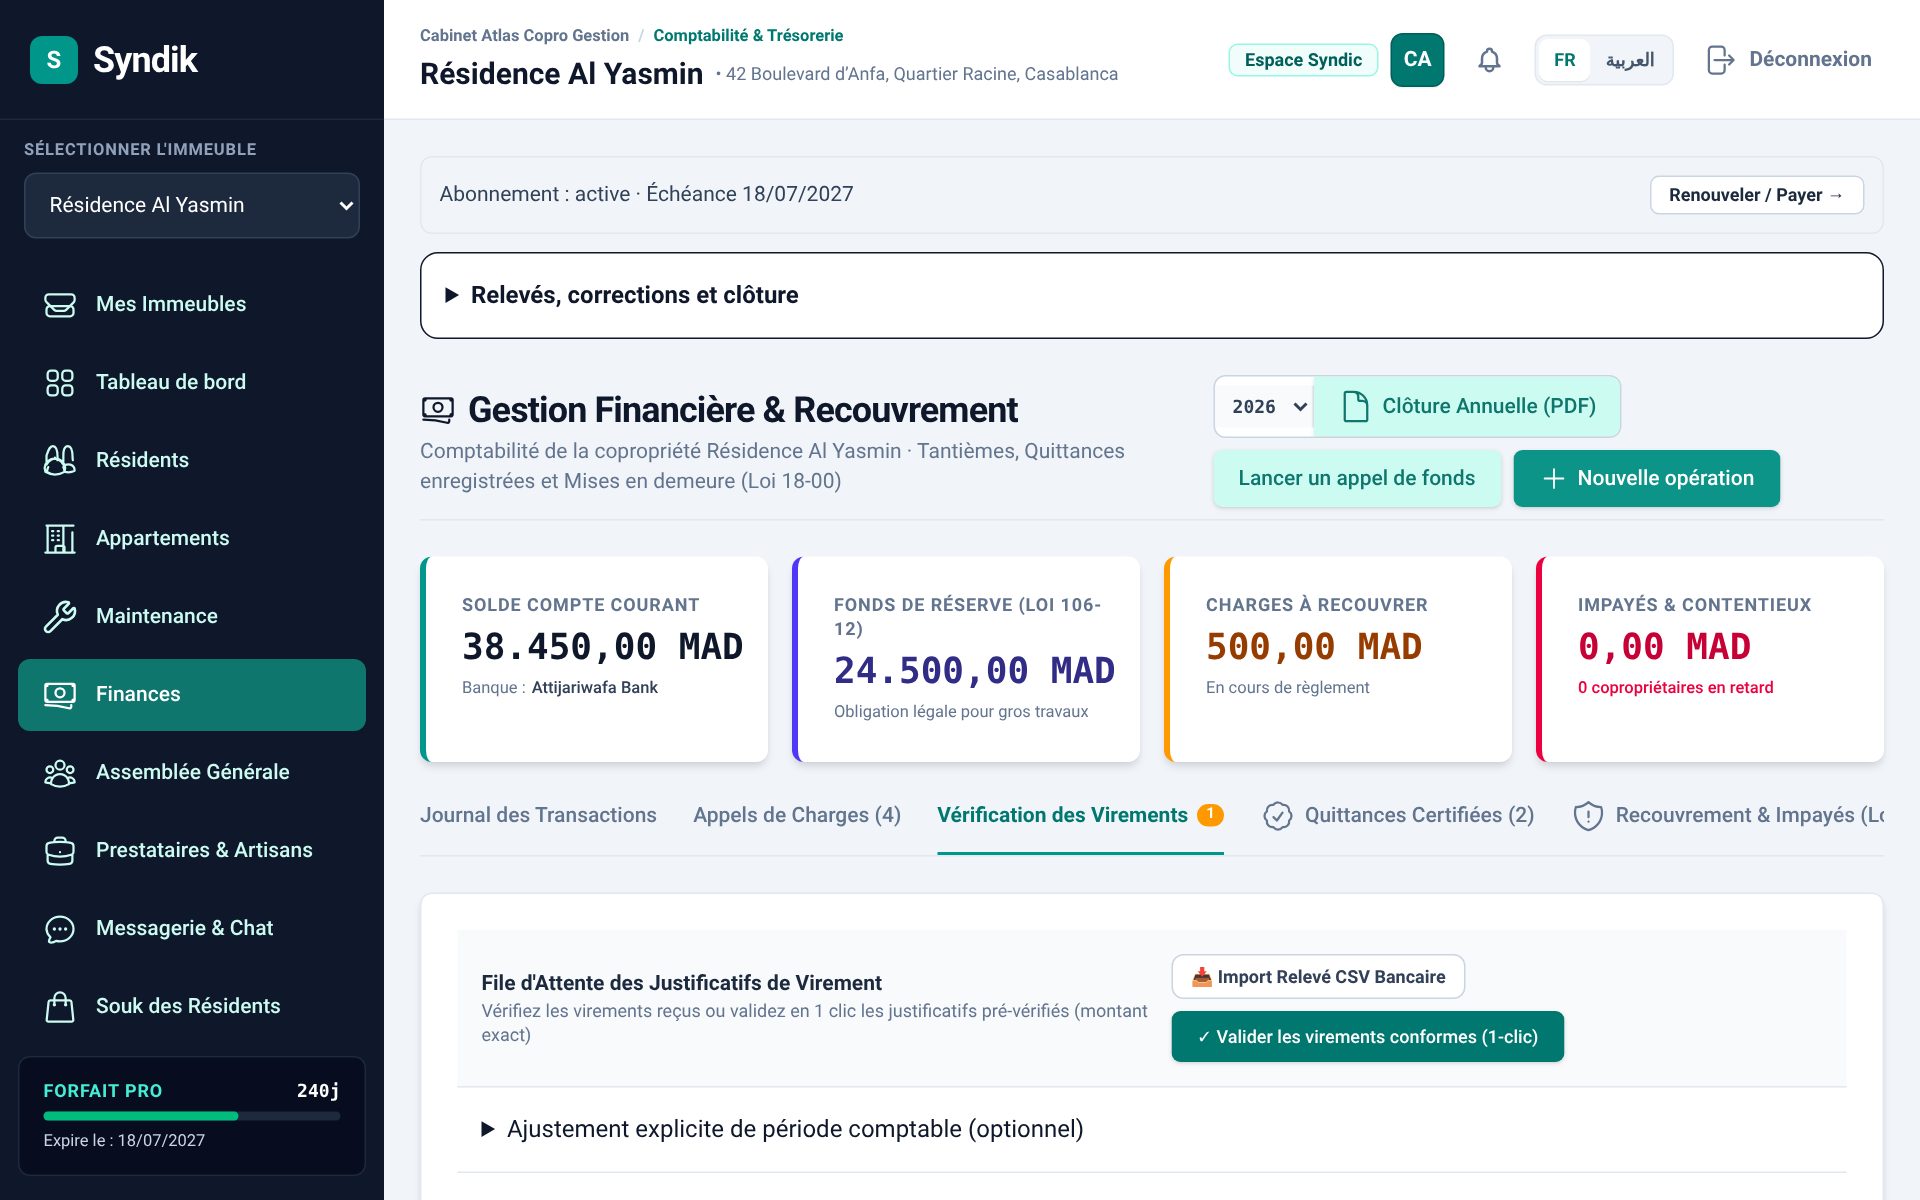 S
Syndik
SÉLECTIONNER L'IMMEUBLE
Résidence Al Yasmin
Mes Immeubles
Tableau de bord
Résidents
Appartements
Maintenance
Finances
Assemblée Générale
Prestataires & Artisans
Messagerie & Chat
Souk des Résidents
FORFAIT PRO 240j
Expire le : 18/07/2027
Cabinet Atlas Copro Gestion / Comptabilité & Trésorerie
Résidence Al Yasmin • 42 Boulevard d’Anfa, Quartier Racine, Casablanca
Espace Syndic
CA
FR العربية
Déconnexion
Abonnement : active · Échéance 18/07/2027
Renouveler / Payer →
▶ Relevés, corrections et clôture
Gestion Financière & Recouvrement
Comptabilité de la copropriété Résidence Al Yasmin · Tantièmes, Quittances
enregistrées et Mises en demeure (Loi 18-00)
2026
Clôture Annuelle (PDF)
Lancer un appel de fonds
+ Nouvelle opération
SOLDE COMPTE COURANT
38.450,00 MAD
Banque : Attijariwafa Bank
FONDS DE RÉSERVE (LOI 106-
12)
24.500,00 MAD
Obligation légale pour gros travaux
CHARGES À RECOUVRER
500,00 MAD
En cours de règlement
IMPAYÉS & CONTENTIEUX
0,00 MAD
0 copropriétaires en retard
Journal des Transactions
Appels de Charges (4)
Vérification des Virements 1
Quittances Certifiées (2)
Recouvrement & Impayés (Lo
File d'Attente des Justificatifs de Virement
Vérifiez les virements reçus ou validez en 1 clic les justificatifs pré-vérifiés (montant
exact)
📥 Import Relevé CSV Bancaire
✓ Valider les virements conformes (1-clic)
▶ Ajustement explicite de période comptable (optionnel)